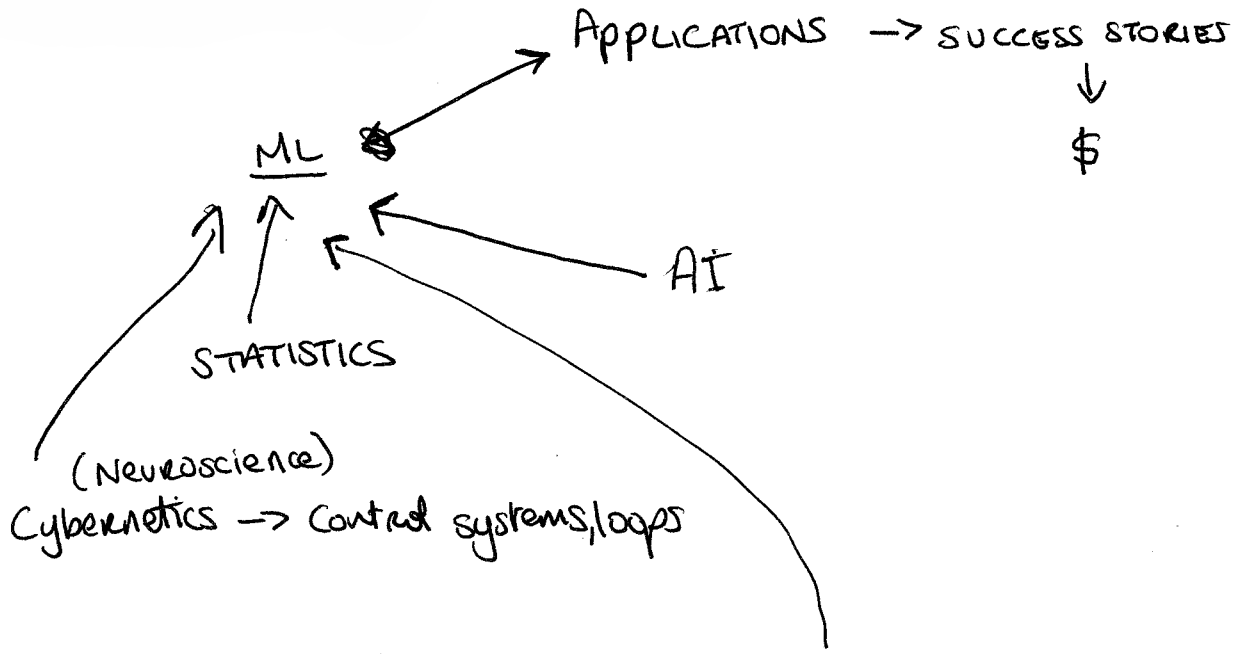 APPLICATIONS -> SUCCESS STORIES
↓
$
ML
AI
STATISTICS
(Neuroscience)
Cybernetics -> Control systems,loops